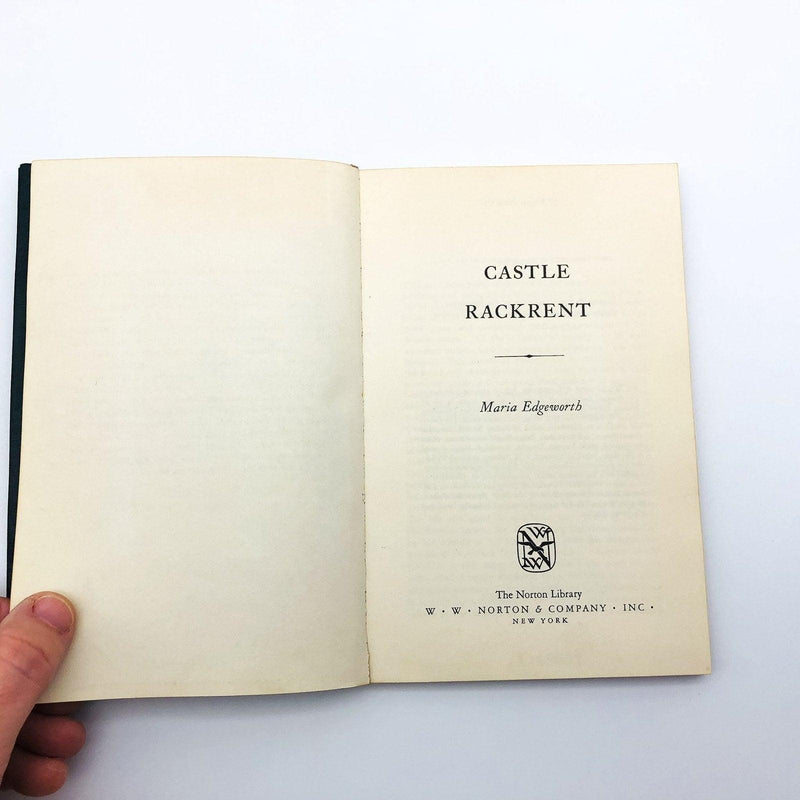 CASTLE
RACKRENT
Maria Edgeworth
The Norton Library
W · W · NORTON & COMPANY · INC ·
NEW YORK